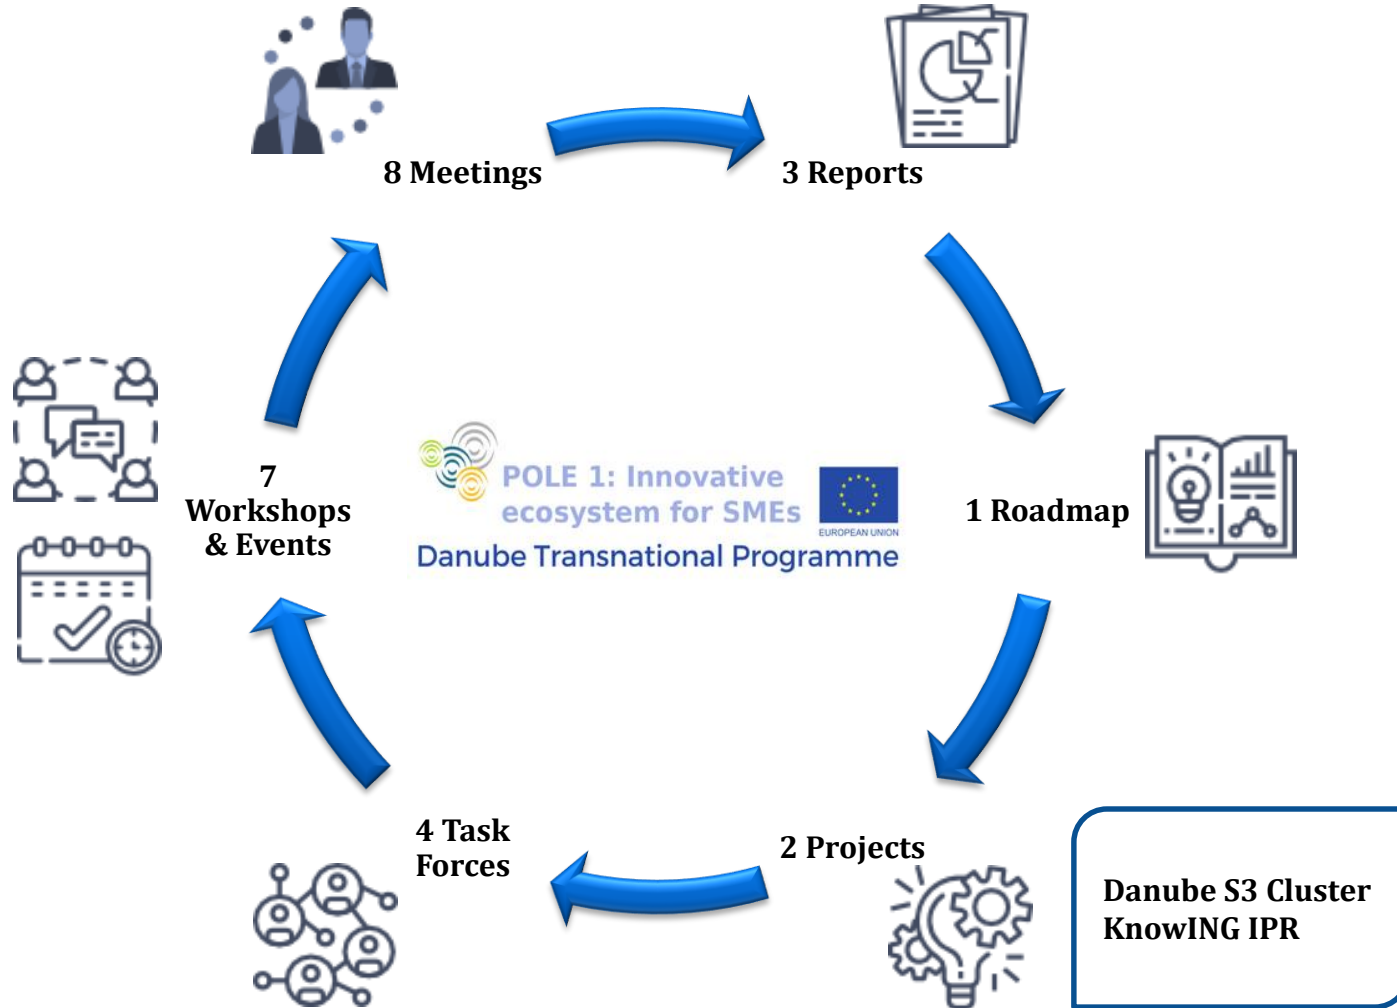 8 Meetings
3 Reports
7
Workshops
& Events
POLE 1: Innovative
ecosystem for SMEs
EUROPEAN UNION
Danube Transnational Programme
1 Roadmap
4 Task
Forces
2 Projects
Danube S3 Cluster
KnowING IPR